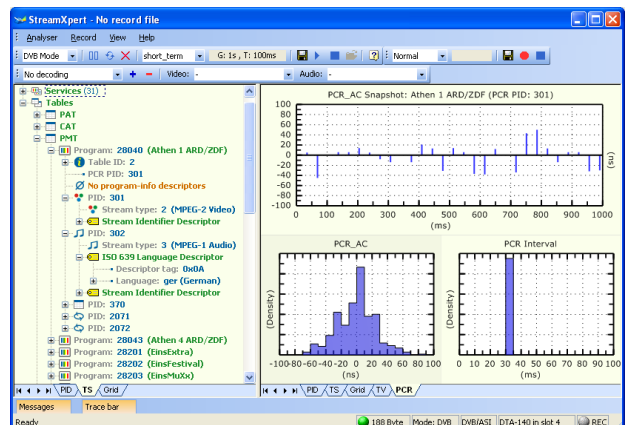 StreamXpert - No record file
Analyser Record View Help
DVB Mode short_term G: 1s , T: 100ms Normal
No decoding Video: - Audio: -
Services (31)
Tables
PAT
CAT
PMT
Program: 28040 (Athen 1 ARD/ZDF)
Table ID: 2
PCR PID: 301
No program-info descriptors
PID: 301
Stream type: 2 (MPEG-2 Video)
Stream Identifier Descriptor
PID: 302
Stream type: 3 (MPEG-1 Audio)
ISO 639 Language Descriptor
Descriptor tag: 0x0A
Language: ger (German)
Stream Identifier Descriptor
PID: 370
PID: 2071
PID: 2072
Program: 28043 (Athen 4 ARD/ZDF)
Program: 28201 (EinsExtra)
Program: 28202 (EinsFestival)
Program: 28203 (EinsMuXx)
PID TS Grid
PCR_AC Snapshot: Athen 1 ARD/ZDF (PCR PID: 301)
100
80
60
40
20
0
-20
-40
-60
-80
-100
(ns)
0 100 200 300 400 500 600 700 800 900 1000
(ms)
PCR_AC
(Density)
-100 -80 -60 -40 -20 0 20 40 60 80 100
(ns)
PCR Interval
(Density)
0 10 20 30 40 50 60 70 80 90 100
(ms)
PID TS Grid TV PCR
Messages Trace bar
Ready 188 Byte Mode: DVB DVB/ASI DTA-140 in slot 4 REC